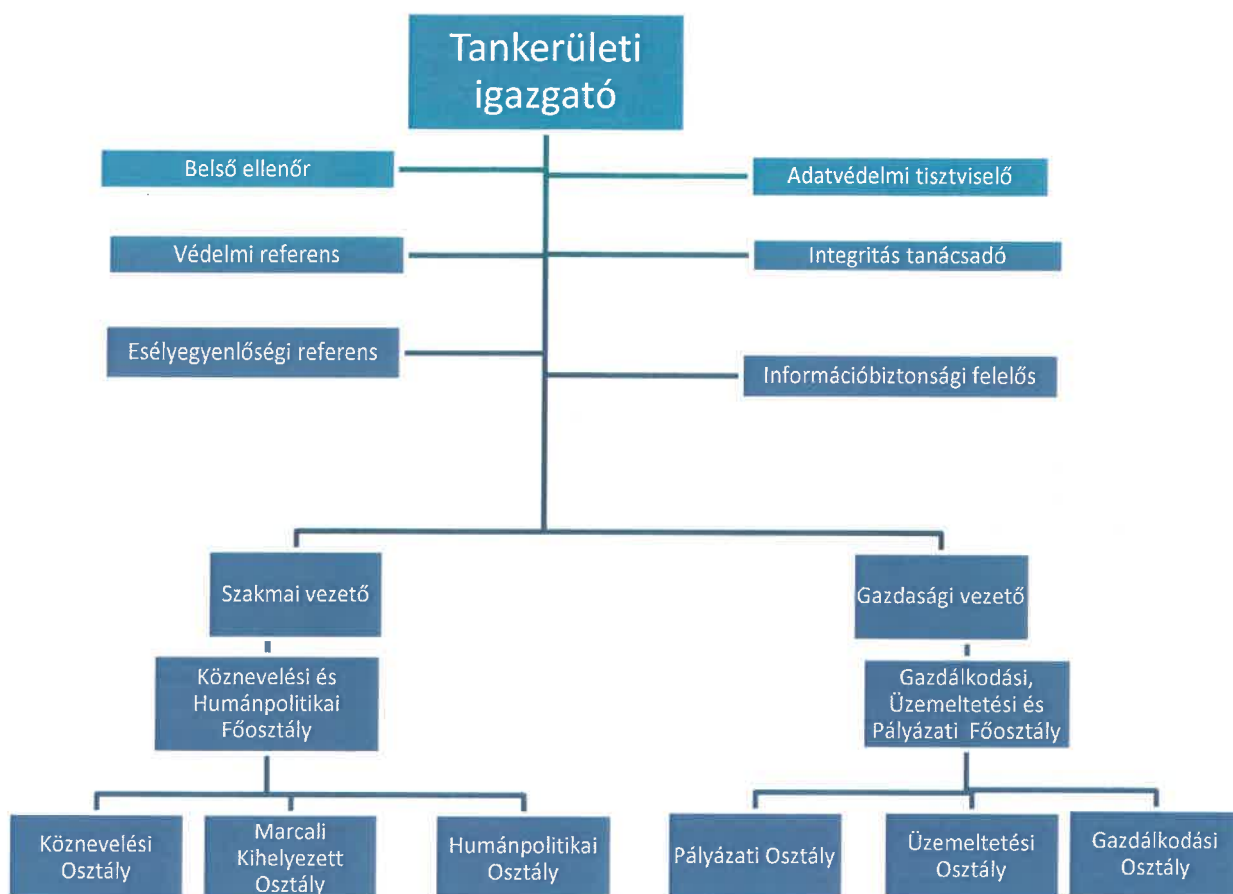 Tankerületi
igazgató
Belső ellenőr
Adatvédelmi tisztviselő
Védelmi referens
Integritás tanácsadó
Esélyegyenlőségi referens
Információbiztonsági felelős
Szakmai vezető
Gazdasági vezető
Köznevelési és
Humánpolitikai
Főosztály
Gazdálkodási,
Üzemeltetési és
Pályázati Főosztály
Köznevelési
Osztály
Marcali
Kihelyezett
Osztály
Humánpolitikai
Osztály
Pályázati Osztály
Üzemeltetési
Osztály
Gazdálkodási
Osztály